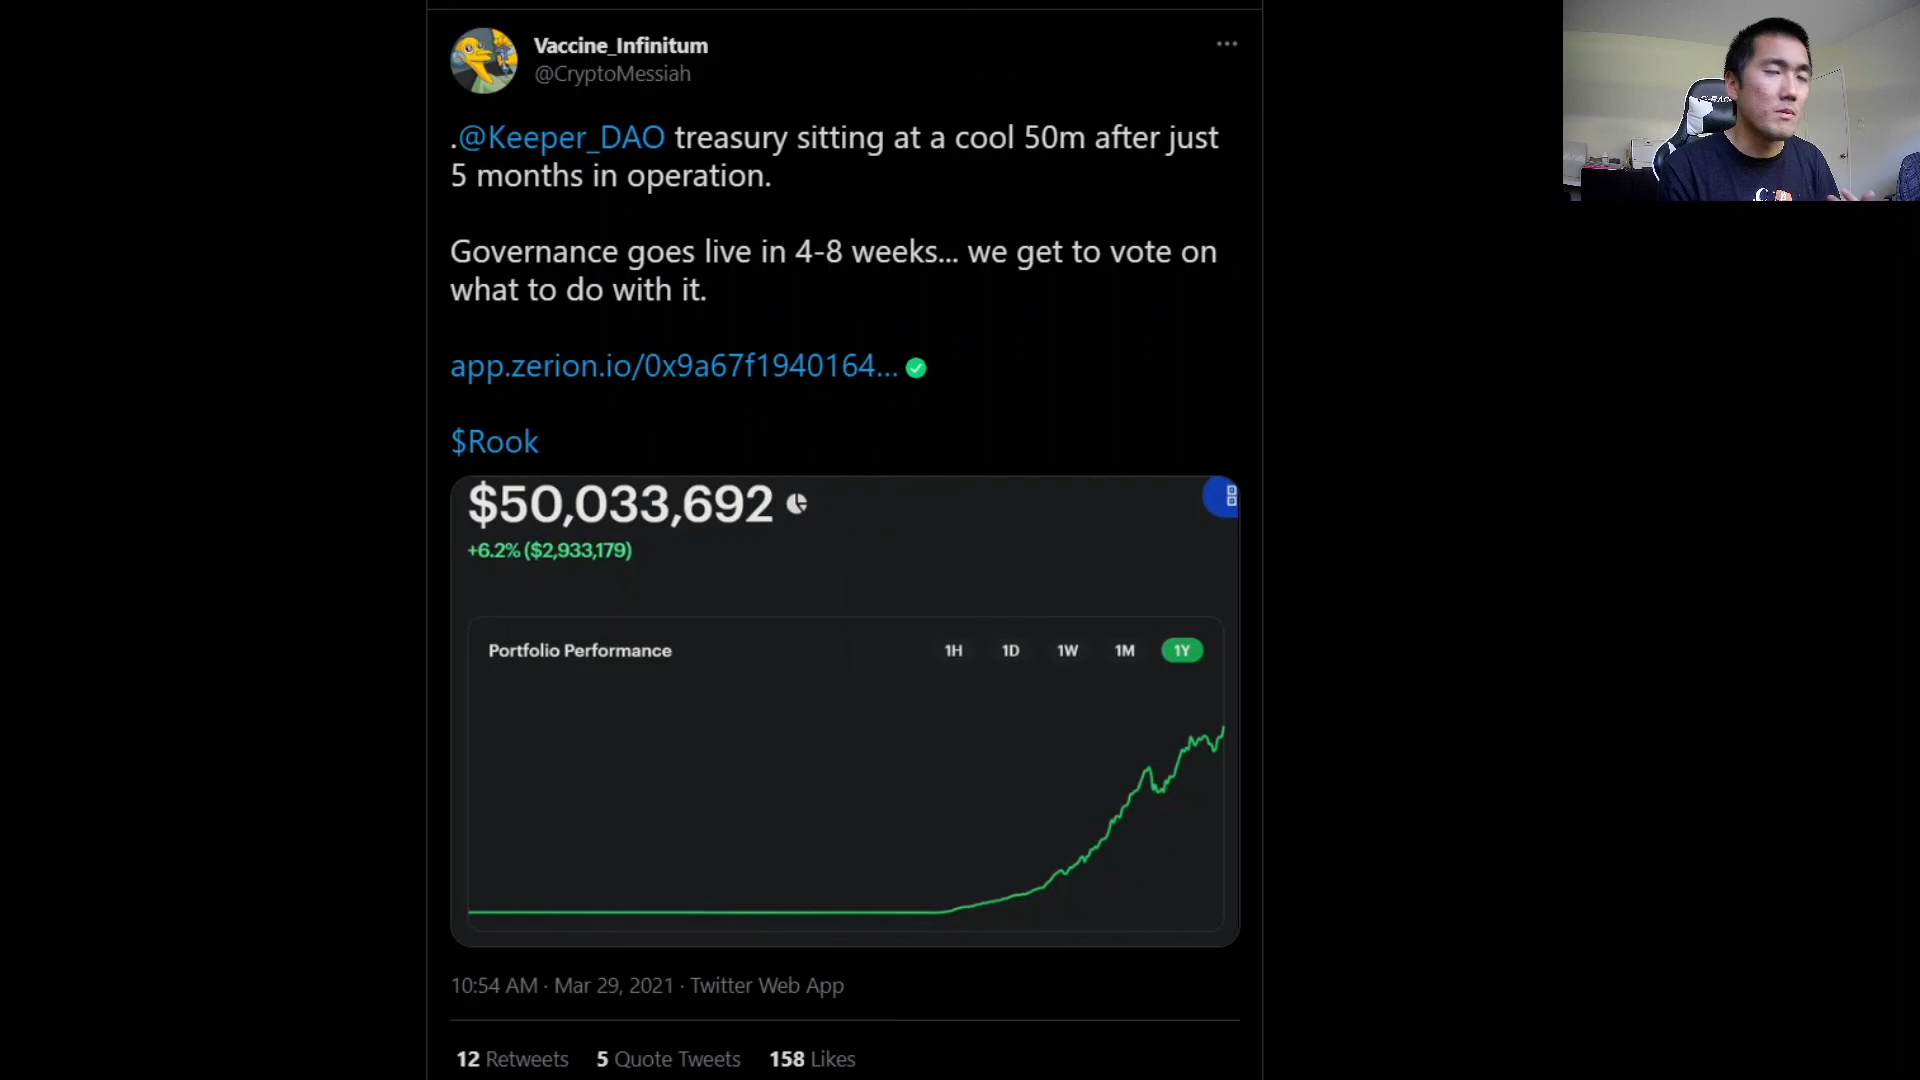 Vaccine_Infinitum
@CryptoMessiah
.@Keeper_DAO treasury sitting at a cool 50m after just
5 months in operation.
Governance goes live in 4-8 weeks... we get to vote on
what to do with it.
app.zerion.io/0x9a67f1940164...
$Rook
$50,033,692
+6.2% ($2,933,179)
Portfolio Performance 1H 1D 1W 1M 1Y
10:54 AM · Mar 29, 2021 · Twitter Web App
12 Retweets 5 Quote Tweets 158 Likes